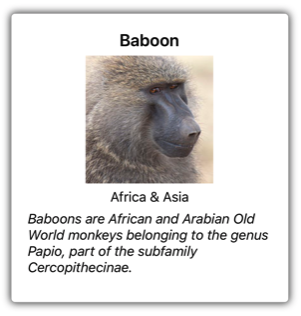 Baboon
Africa & Asia
Baboons are African and Arabian Old
World monkeys belonging to the genus
Papio, part of the subfamily
Cercopithecinae.